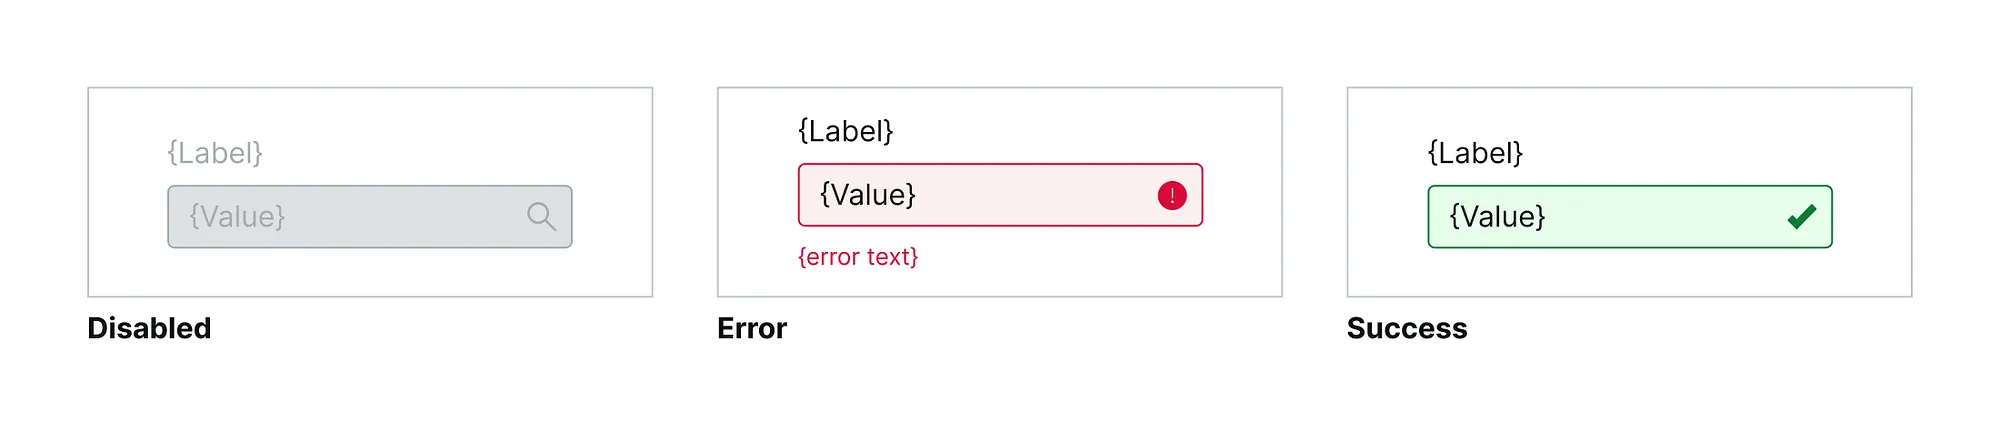 {Label}
{Value}
Disabled
{Label}
{Value}
!
{error text}
Error
{Label}
{Value}
Success